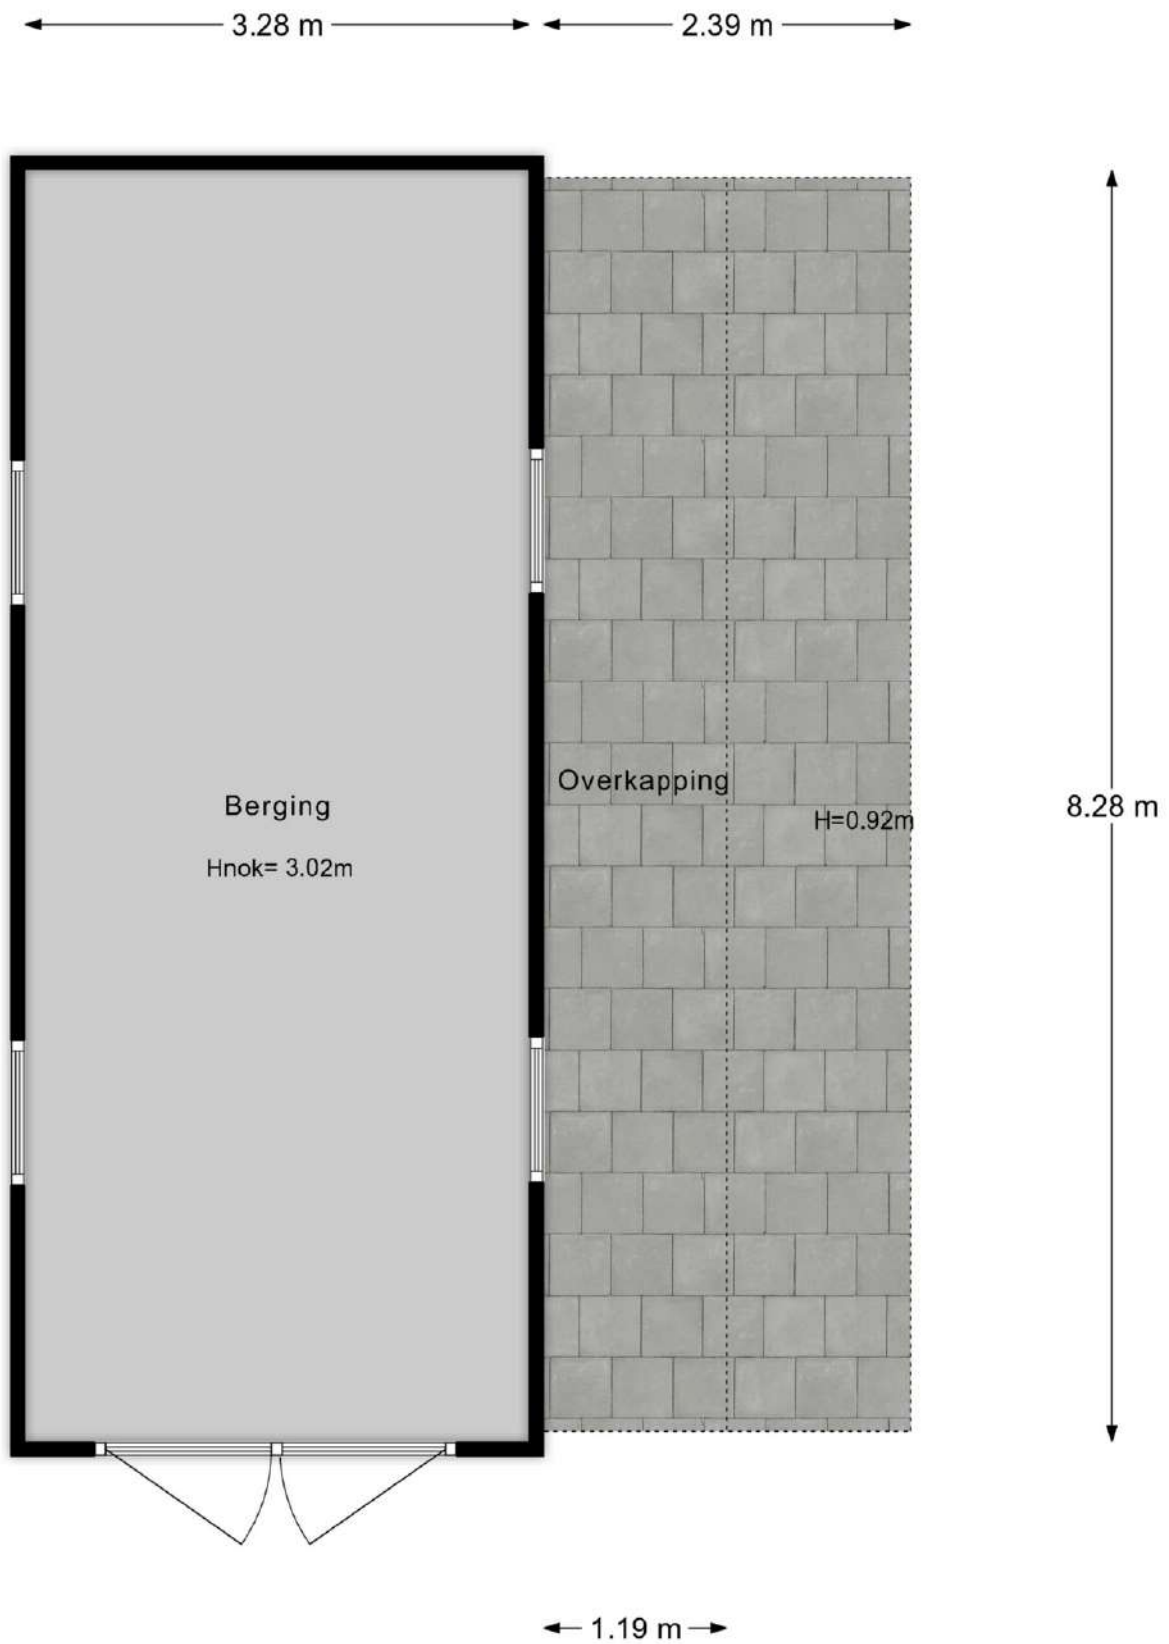 3.28 m
2.39 m
Overkapping
Berging
8.28 m
H=0.92m
Hnok= 3.02m
1.19 m